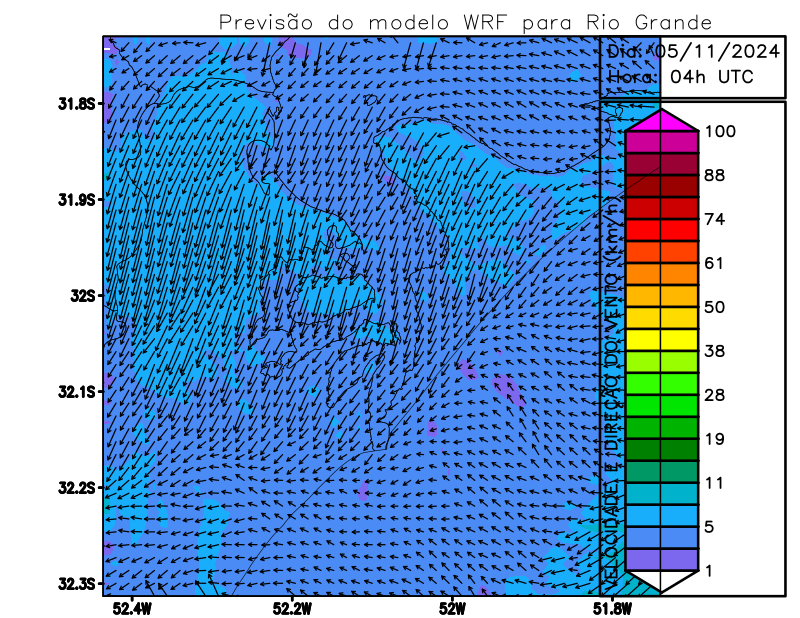 Previsão do modelo WRF para Rio Grande
Dia: 05/11/2024
Hora: 04h UTC
31.8S
31.9S
32S
32.1S
32.2S
32.3S
52.4W
52.2W
52W
51.8W
VELOCIDADE E DIREÇÃO DO VENTO (km/h)
100
88
74
61
50
38
28
19
11
5
1